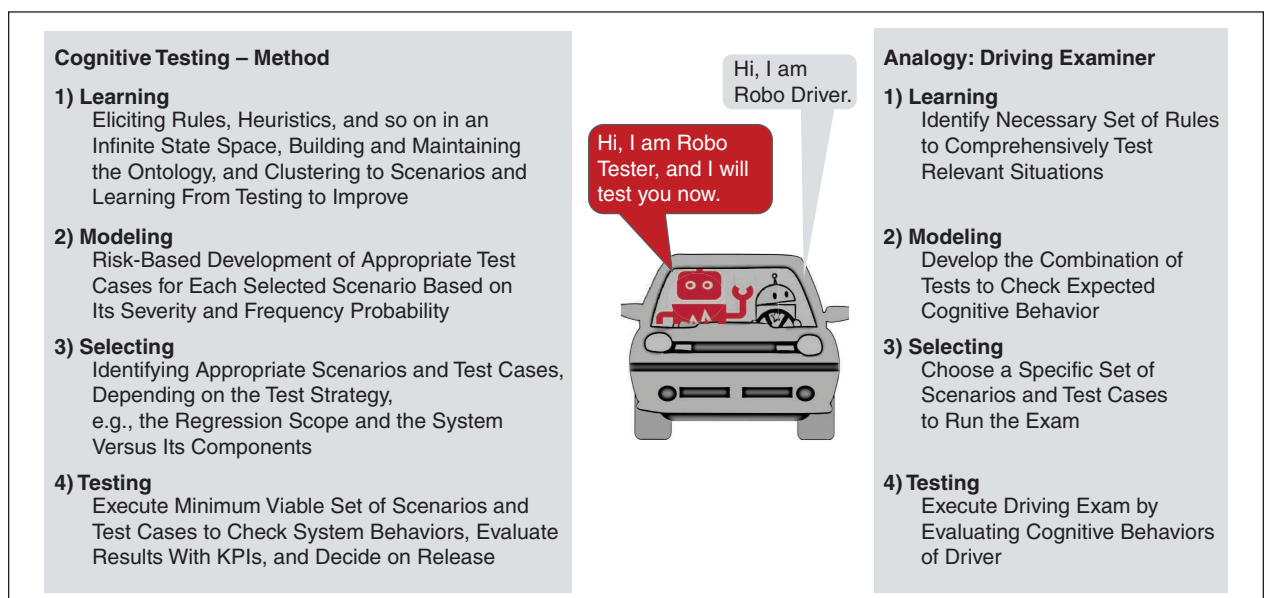 Cognitive Testing – Method
1) Learning
Eliciting Rules, Heuristics, and so on in an
Infinite State Space, Building and Maintaining
the Ontology, and Clustering to Scenarios and
Learning From Testing to Improve
2) Modeling
Risk-Based Development of Appropriate Test
Cases for Each Selected Scenario Based on
Its Severity and Frequency Probability
3) Selecting
Identifying Appropriate Scenarios and Test Cases,
Depending on the Test Strategy,
e.g., the Regression Scope and the System
Versus Its Components
4) Testing
Execute Minimum Viable Set of Scenarios and
Test Cases to Check System Behaviors, Evaluate
Results With KPIs, and Decide on Release
Hi, I am
Robo Driver.
Hi, I am Robo
Tester, and I will
test you now.
Analogy: Driving Examiner
1) Learning
Identify Necessary Set of Rules
to Comprehensively Test
Relevant Situations
2) Modeling
Develop the Combination of
Tests to Check Expected
Cognitive Behavior
3) Selecting
Choose a Specific Set of
Scenarios and Test Cases
to Run the Exam
4) Testing
Execute Driving Exam by
Evaluating Cognitive Behaviors
of Driver